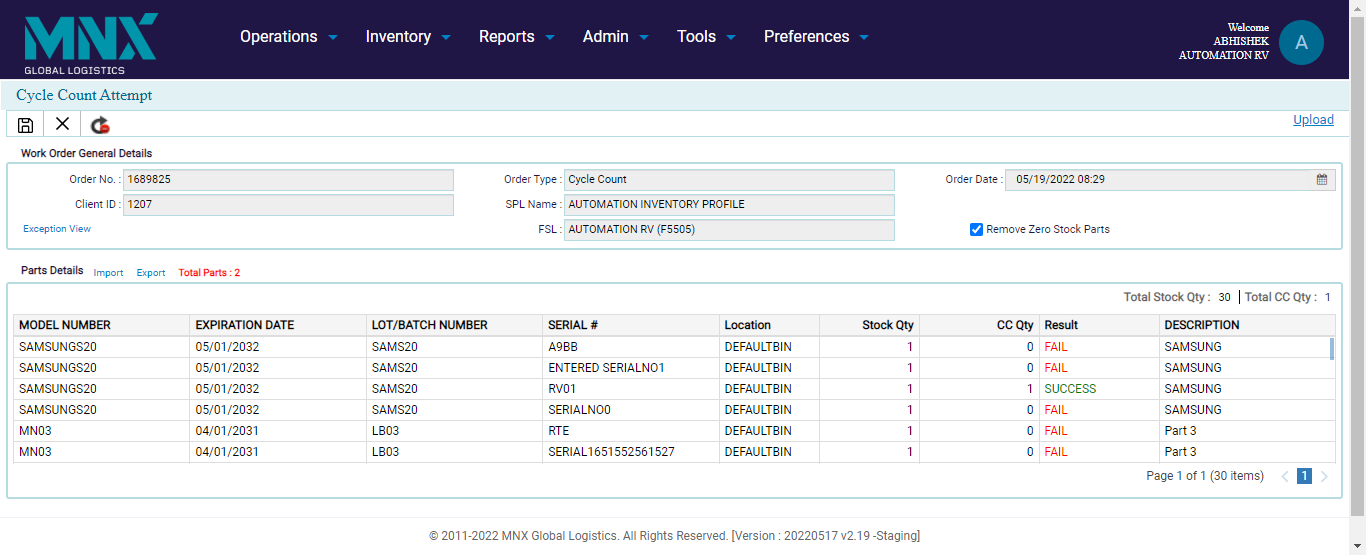 MNX
GLOBAL LOGISTICS
Operations Inventory Reports Admin Tools Preferences
Welcome
ABHISHEK
AUTOMATION RV
A
Cycle Count Attempt
Upload
Work Order General Details
Order No. : 1689825 Order Type : Cycle Count Order Date : 05/19/2022 08:29
Client ID : 1207 SPL Name : AUTOMATION INVENTORY PROFILE
Exception View FSL : AUTOMATION RV (F5505) Remove Zero Stock Parts
Parts Details Import Export Total Parts : 2
Total Stock Qty : 30 Total CC Qty : 1
MODEL NUMBER EXPIRATION DATE LOT/BATCH NUMBER SERIAL # Location Stock Qty CC Qty Result DESCRIPTION
SAMSUNGS20 05/01/2032 SAMS20 A9BB DEFAULTBIN 1 0 FAIL SAMSUNG
SAMSUNGS20 05/01/2032 SAMS20 ENTERED SERIALNO1 DEFAULTBIN 1 0 FAIL SAMSUNG
SAMSUNGS20 05/01/2032 SAMS20 RV01 DEFAULTBIN 1 1 SUCCESS SAMSUNG
SAMSUNGS20 05/01/2032 SAMS20 SERIALNO0 DEFAULTBIN 1 0 FAIL SAMSUNG
MN03 04/01/2031 LB03 RTE DEFAULTBIN 1 0 FAIL Part 3
MN03 04/01/2031 LB03 SERIAL1651552561527 DEFAULTBIN 1 0 FAIL Part 3
Page 1 of 1 (30 items) 1
© 2011-2022 MNX Global Logistics. All Rights Reserved. [Version : 20220517 v2.19 -Staging]